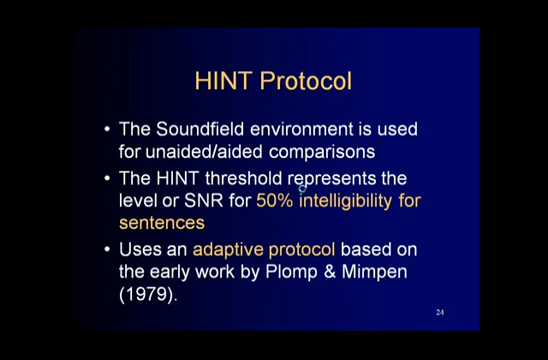 HINT Protocol
• The Soundfield environment is used
for unaided/aided comparisons
• The HINT threshold represents the
level or SNR for 50% intelligibility for
sentences
• Uses an adaptive protocol based on
the early work by Plomp & Mimpen
(1979).
24